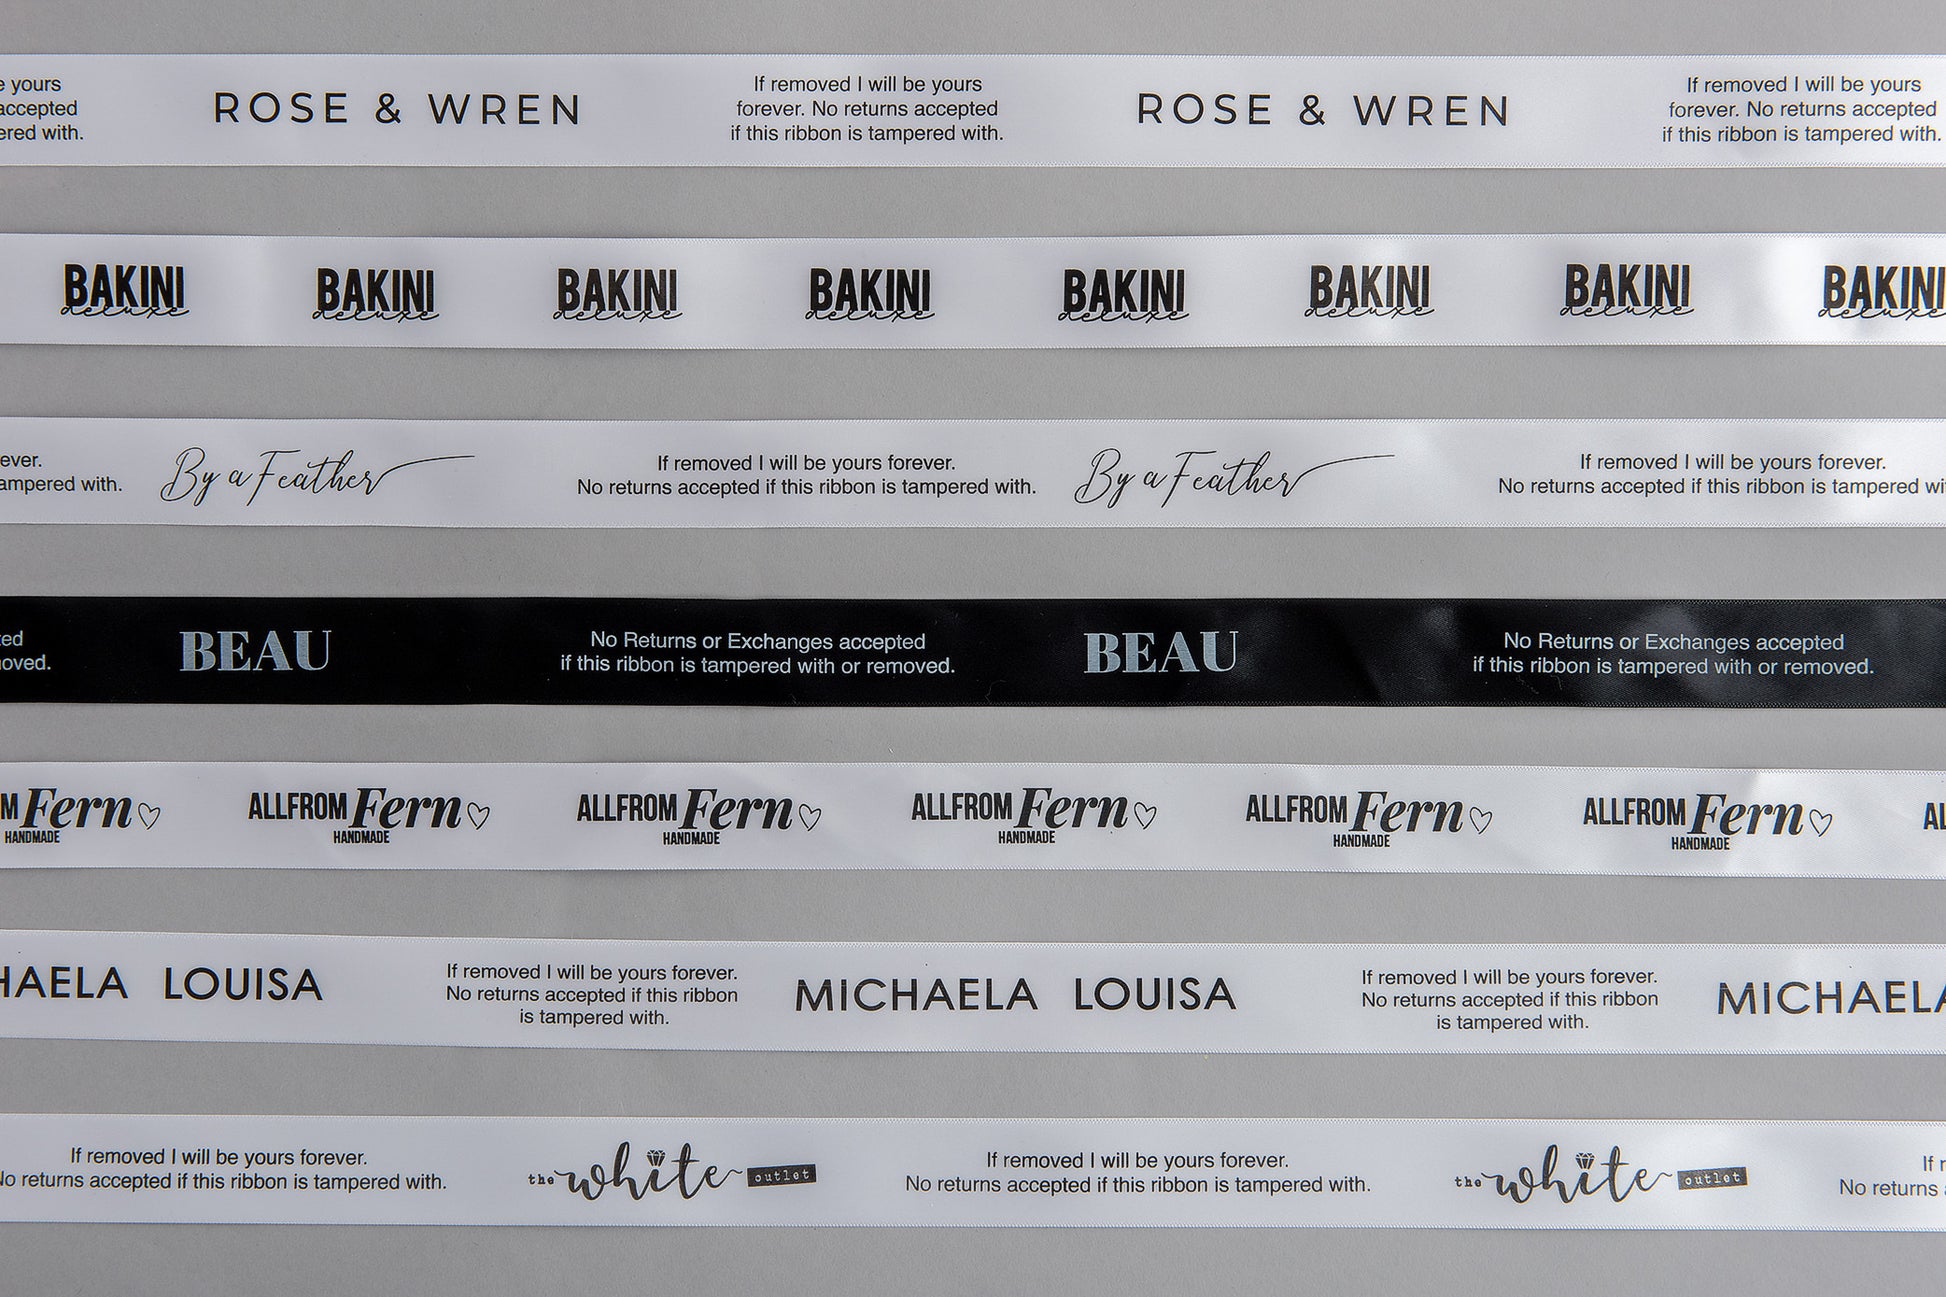 e yours
accepted
ered with.
ROSE & WREN
If removed I will be yours
forever. No returns accepted
if this ribbon is tampered with.
ROSE & WREN
If removed I will be yours
forever. No returns accepted
if this ribbon is tampered with.
BAKINI
deluxe
BAKINI
deluxe
BAKINI
deluxe
BAKINI
deluxe
BAKINI
deluxe
BAKINI
deluxe
BAKINI
deluxe
BAKINI
deluxe
ever.
ampered with.
By a Feather
If removed I will be yours forever.
No returns accepted if this ribbon is tampered with.
By a Feather
If removed I will be yours forever.
No returns accepted if this ribbon is tampered wi
ted
oved.
BEAU
No Returns or Exchanges accepted
if this ribbon is tampered with or removed.
BEAU
No Returns or Exchanges accepted
if this ribbon is tampered with or removed.
M Fern
HANDMADE
ALLFROM Fern
HANDMADE
ALLFROM Fern
HANDMADE
ALLFROM Fern
HANDMADE
ALLFROM Fern
HANDMADE
ALLFROM Fern
HANDMADE
AL
HAELA LOUISA
If removed I will be yours forever.
No returns accepted if this ribbon
is tampered with.
MICHAELA LOUISA
If removed I will be yours forever.
No returns accepted if this ribbon
is tampered with.
MICHAELA
If removed I will be yours forever.
No returns accepted if this ribbon is tampered with.
the white outlet
If removed I will be yours forever.
No returns accepted if this ribbon is tampered with.
the white outlet
If r
No returns